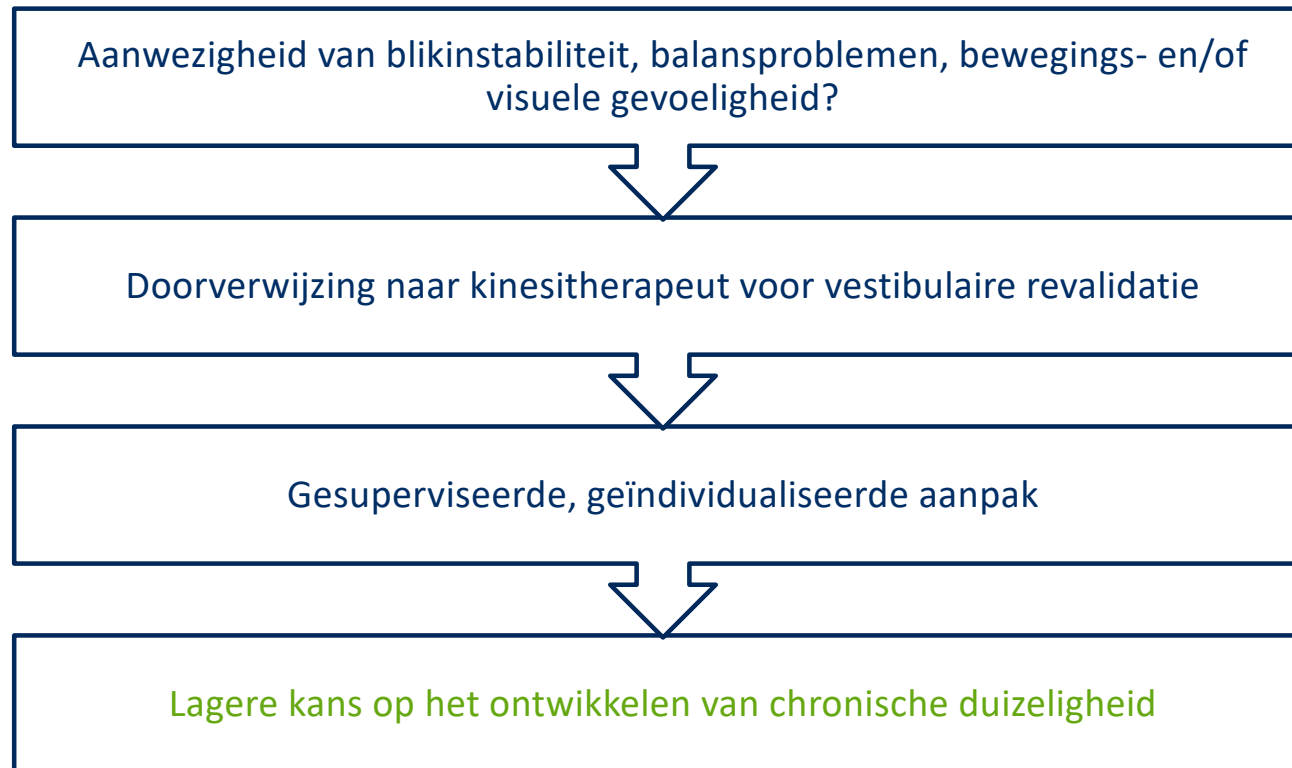 Aanwezigheid van blikinstabiliteit, balansproblemen, bewegings- en/of
visuele gevoeligheid?
Doorverwijzing naar kinesitherapeut voor vestibulaire revalidatie
Gesuperviseerde, geïndividualiseerde aanpak
Lagere kans op het ontwikkelen van chronische duizeligheid